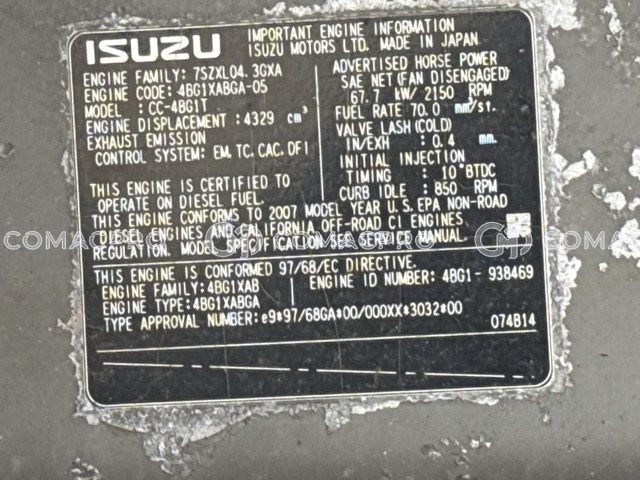 ISUZU
IMPORTANT ENGINE INFORMATION
ISUZU MOTORS LTD. MADE IN JAPAN
ENGINE FAMILY: 7SZXL04.3GXA
ENGINE CODE: 4BG1XABGA-05
MODEL : CC-4BG1T
ENGINE DISPLACEMENT:4329 cm³
EXHAUST EMISSION
CONTROL SYSTEM: EM,TC,CAC,DFI
THIS ENGINE IS CERTIFIED TO
OPERATE ON DIESEL FUEL.
ADVERTISED HORSE POWER
SAE NET(FAN DISENGAGED)
67.7 kW/ 2150 RPM
FUEL RATE 70.0 mm³/st.
VALVE LASH (COLD)
IN/EXH : 0.4 mm.
INITIAL INJECTION
TIMING : 10°BTDC
CURB IDLE : 850 RPM
THIS ENGINE CONFORMS TO 2007 MODEL YEAR U.S.EPA NON-ROAD
DIESEL ENGINES AND CALIFORNIA OFF-ROAD CI ENGINES
REGULATION. MODEL SPECIFICATION SEE SERVICE MANUAL.
THIS ENGINE IS CONFORMED 97/68/EC DIRECTIVE.
ENGINE FAMILY:4BG1XAB
ENGINE TYPE:4BG1XABGA
ENGINE ID NUMBER: 4BG1- 938469
TYPE APPROVAL NUMBER:e9*97/68GA*00/000XX*3032*00
074B14